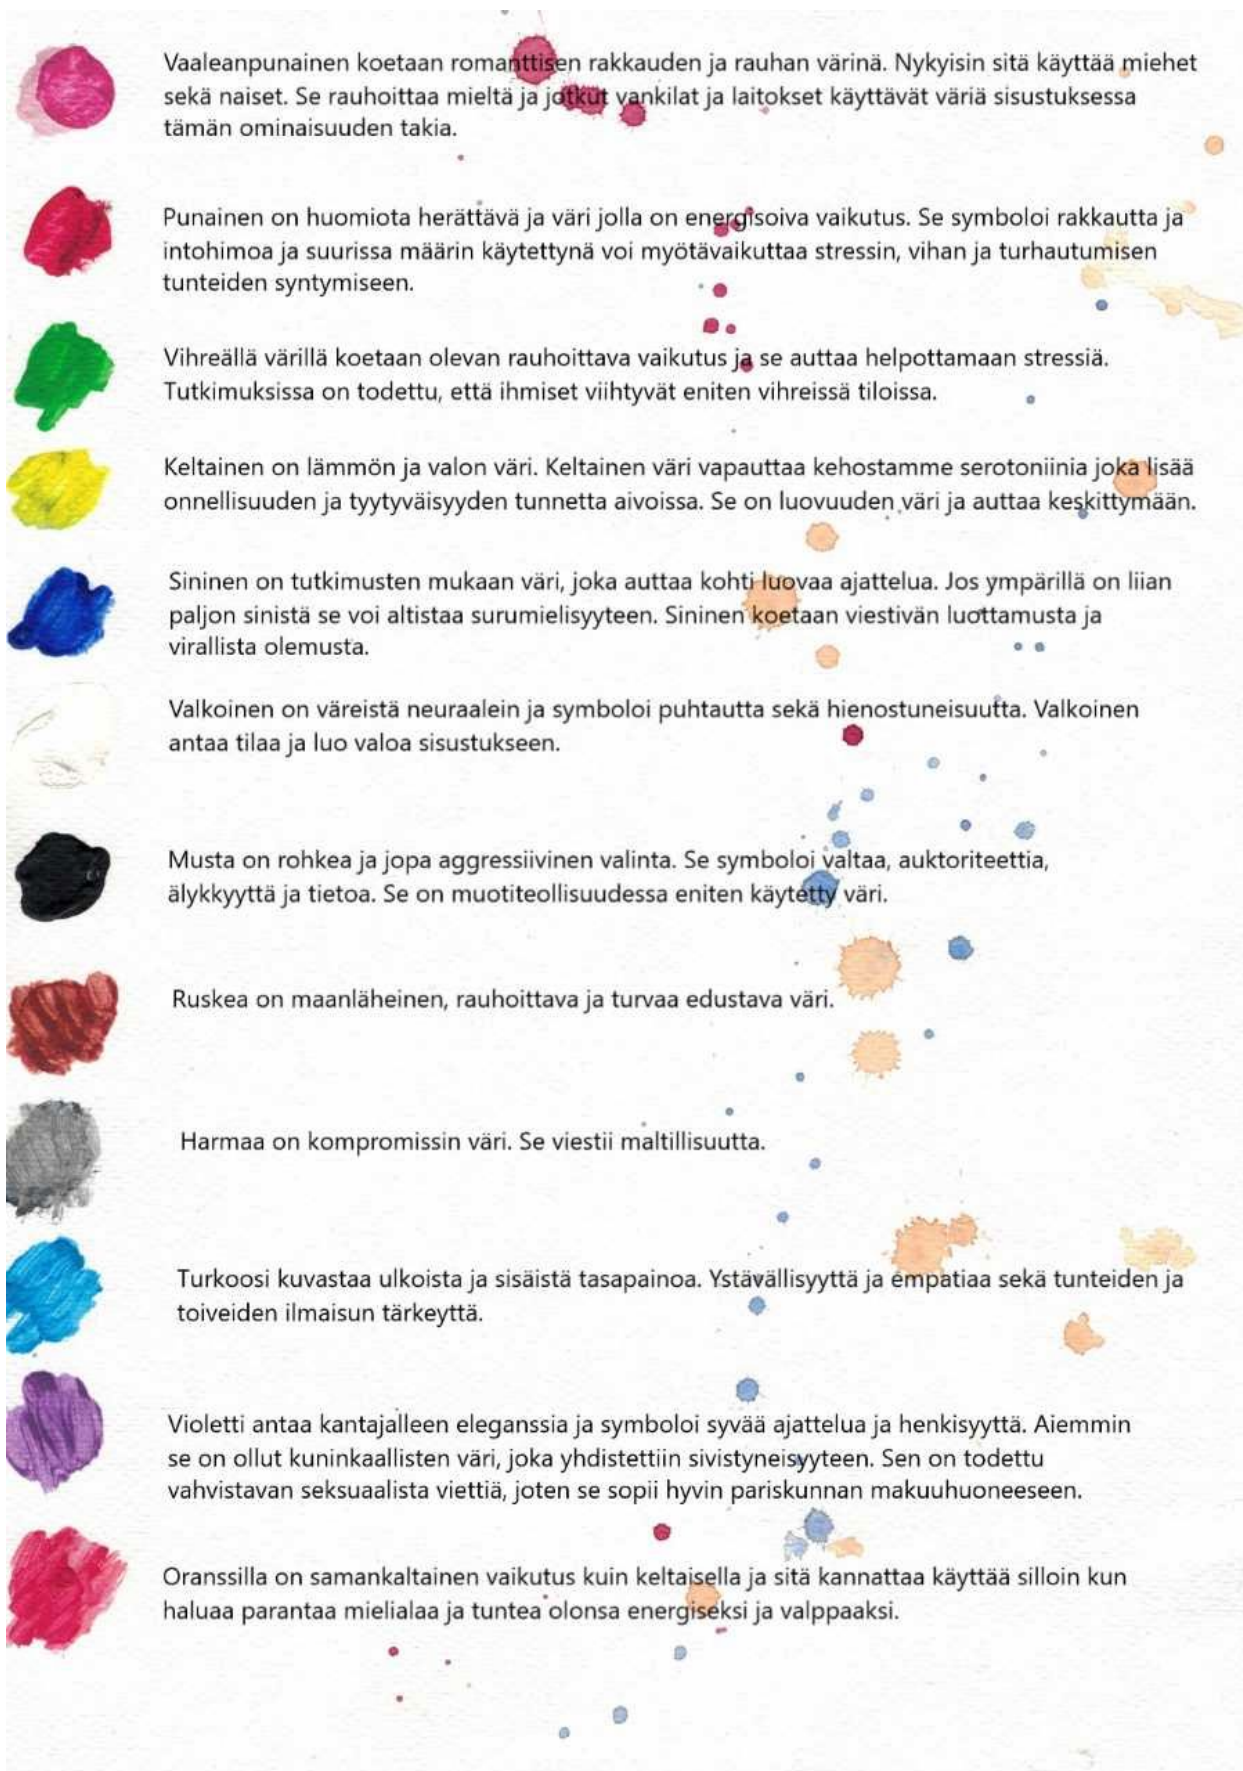 Vaaleanpunainen koetaan romanttisen rakkauden ja rauhan värinä. Nykyisin sitä käyttää miehet
sekä naiset. Se rauhoittaa mieltä ja jotkut vankilat ja laitokset käyttävät väriä sisustuksessa
tämän ominaisuuden takia.
Punainen on huomiota herättävä ja väri jolla on energisoiva vaikutus. Se symboloi rakkautta ja
intohimoa ja suurissa määrin käytettynä voi myötävaikuttaa stressin, vihan ja turhautumisen
tunteiden syntymiseen.
Vihreällä värillä koetaan olevan rauhoittava vaikutus ja se auttaa helpottamaan stressiä.
Tutkimuksissa on todettu, että ihmiset viihtyvät eniten vihreissä tiloissa.
Keltainen on lämmön ja valon väri. Keltainen väri vapauttaa kehostamme serotoniinia joka lisää
onnellisuuden ja tyytyväisyyden tunnetta aivoissa. Se on luovuuden väri ja auttaa keskittymään.
Sininen on tutkimusten mukaan väri, joka auttaa kohti luovaa ajattelua. Jos ympärillä on liian
paljon sinistä se voi altistaa surumielisyyteen. Sininen koetaan viestivän luottamusta ja
virallista olemusta.
Valkoinen on väreistä neuraalein ja symboloi puhtautta sekä hienostuneisuutta. Valkoinen
antaa tilaa ja luo valoa sisustukseen.
Musta on rohkea ja jopa aggressiivinen valinta. Se symboloi valtaa, auktoriteettia,
älykkyyttä ja tietoa. Se on muotiteollisuudessa eniten käytetty väri.
Ruskea on maanläheinen, rauhoittava ja turvaa edustava väri.
Harmaa on kompromissin väri. Se viestii maltillisuutta.
Turkoosi kuvastaa ulkoista ja sisäistä tasapainoa. Ystävällisyyttä ja empatiaa sekä tunteiden ja
toiveiden ilmaisun tärkeyttä.
Violetti antaa kantajalleen eleganssia ja symboloi syvää ajattelua ja henkisyyttä. Aiemmin
se on ollut kuninkaallisten väri, joka yhdistettiin sivistyneisyyteen. Sen on todettu
vahvistavan seksuaalista viettiä, joten se sopii hyvin pariskunnan makuuhuoneeseen.
Oranssilla on samankaltainen vaikutus kuin keltaisella ja sitä kannattaa käyttää silloin kun
haluaa parantaa mielialaa ja tuntea olonsa energiseksi ja valppaaksi.